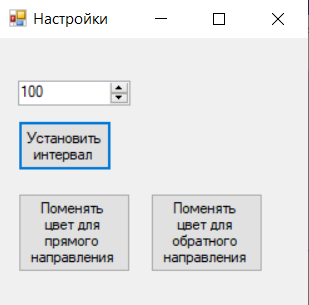 Настройки
100
Установить
интервал
Поменять
цвет для
прямого
направления
Поменять
цвет для
обратного
направления